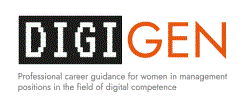 DIGIGEN
Professional career guidance for women in management
positions in the field of digital competence